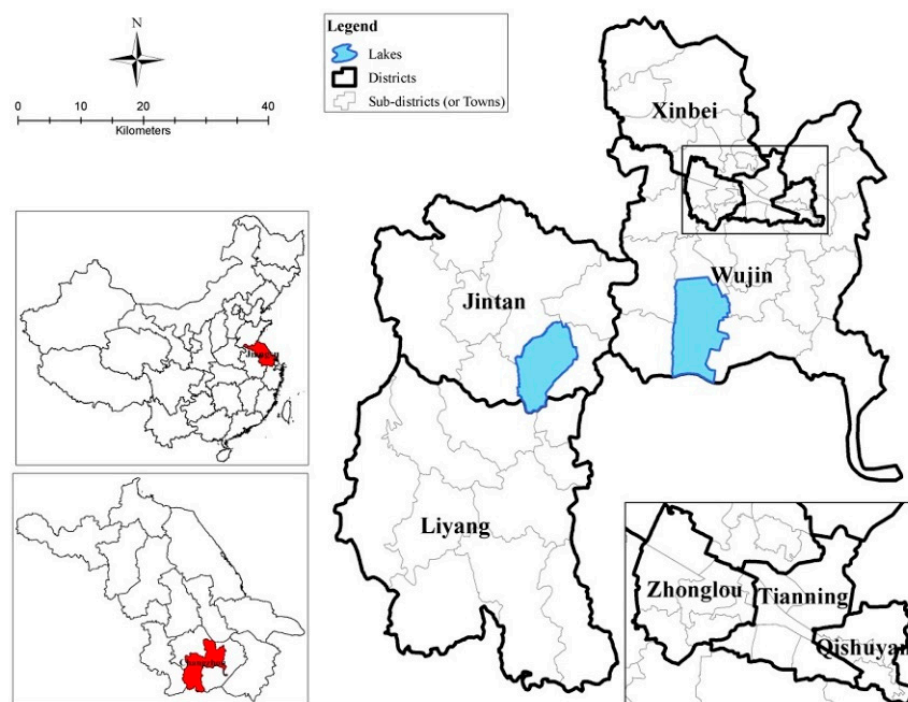 N
0 10 20 40
Kilometers
Legend
Lakes
Districts
Sub-districts (or Towns)
Xinbei
Wujin
Jintan
Liyang
Zhonglou
Tianning
Qishuyan